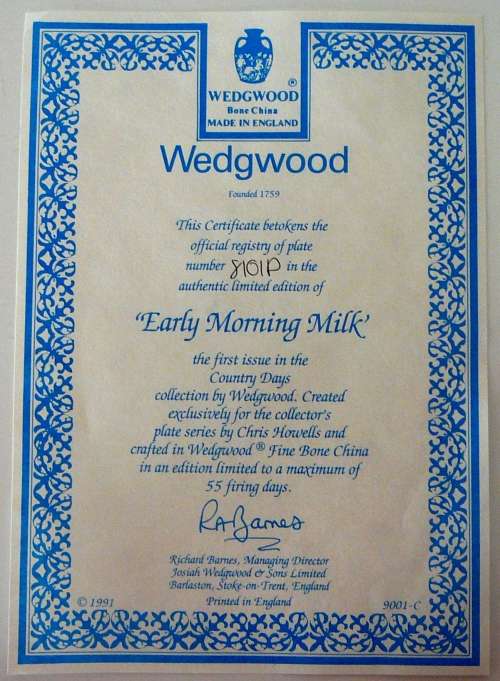 WEDGWOOD ®
Bone China
MADE IN ENGLAND
Wedgwood
Founded 1759
This Certificate betokens the
official registry of plate
number 8101P in the
authentic limited edition of
'Early Morning Milk'
the first issue in the
Country Days
collection by Wedgwood. Created
exclusively for the collector's
plate series by Chris Howells and
crafted in Wedgwood ® Fine Bone China
in an edition limited to a maximum of
55 firing days.
RABarnes
Richard Barnes, Managing Director
Josiah Wedgwood & Sons Limited
Barlaston, Stoke-on-Trent, England
© 1991 Printed in England 9001-C